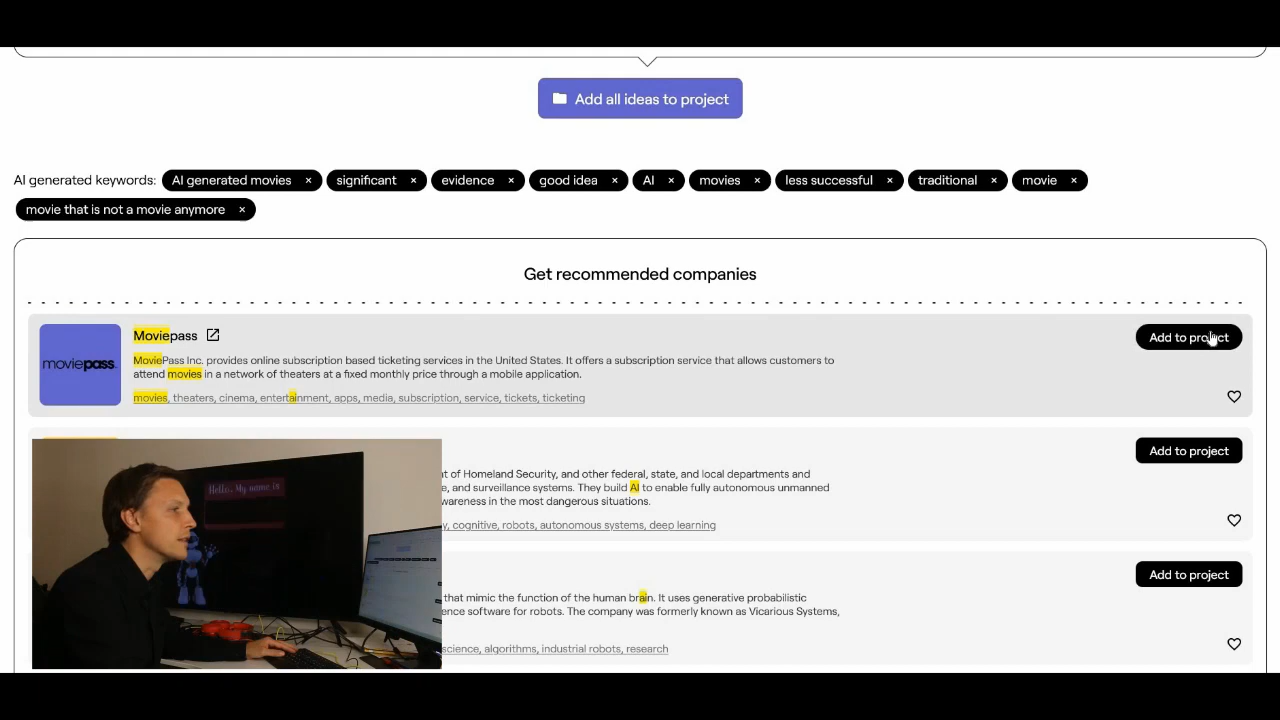 Add all ideas to project
AI generated keywords: AI generated movies × significant × evidence × good idea × AI × movies × less successful × traditional × movie ×
movie that is not a movie anymore ×
Get recommended companies
Moviepass
Add to project
moviepass
MoviePass Inc. provides online subscription based ticketing services in the United States. It offers a subscription service that allows customers to
attend movies in a network of theaters at a fixed monthly price through a mobile application.
movies, theaters, cinema, entertainment, apps, media, subscription, service, tickets, ticketing
Add to project
t of Homeland Security, and other federal, state, and local departments and
e, and surveillance systems. They build AI to enable fully autonomous unmanned
wareness in the most dangerous situations.
y, cognitive, robots, autonomous systems, deep learning
Add to project
that mimic the function of the human brain. It uses generative probabilistic
ence software for robots. The company was formerly known as Vicarious Systems,
science, algorithms, industrial robots, research
Hello, My name is